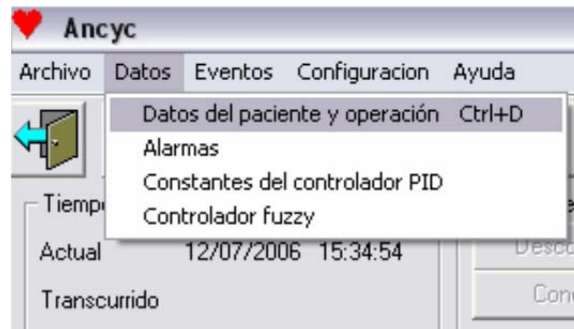 Ancyc
Archivo Datos Eventos Configuracion Ayuda
Datos del paciente y operación Ctrl+D
Alarmas
Constantes del controlador PID
Controlador fuzzy
Actual 12/07/2006 15:34:54
Transcurrido